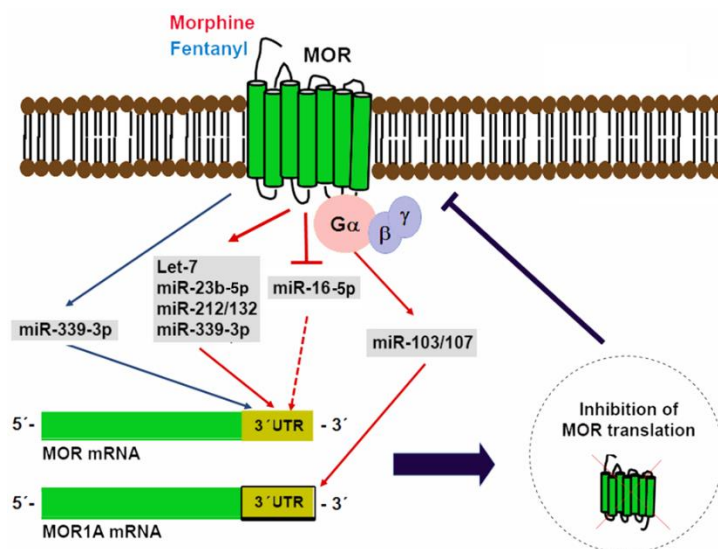 Morphine
Fentanyl
MOR
Gα
β
γ
Let-7
miR-23b-5p
miR-212/132
miR-339-3p
miR-16-5p
miR-339-3p
miR-103/107
5´-
3´UTR
- 3´
MOR mRNA
5´-
3´UTR
- 3´
MOR1A mRNA
Inhibition of
MOR translation